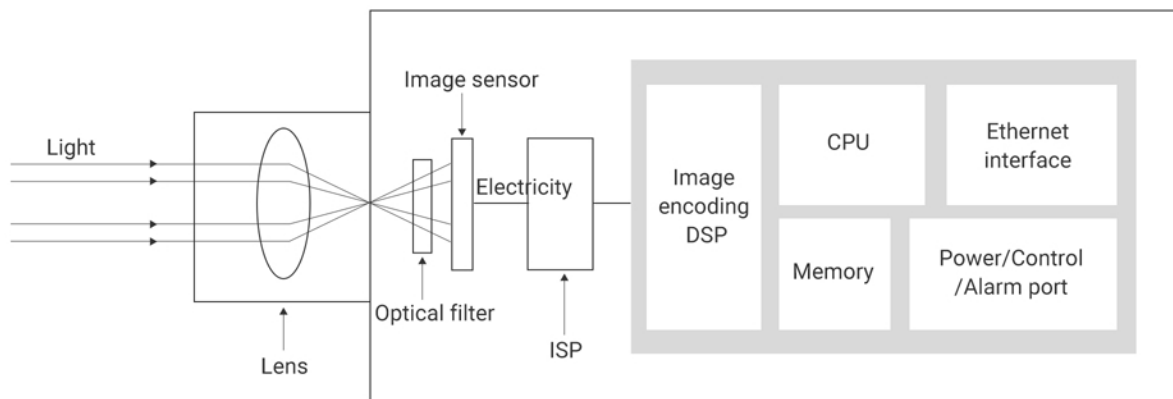 Image sensor
Light
Electricity
Optical filter
Lens
ISP
Image
encoding
DSP
CPU
Ethernet
interface
Memory
Power/Control
/Alarm port